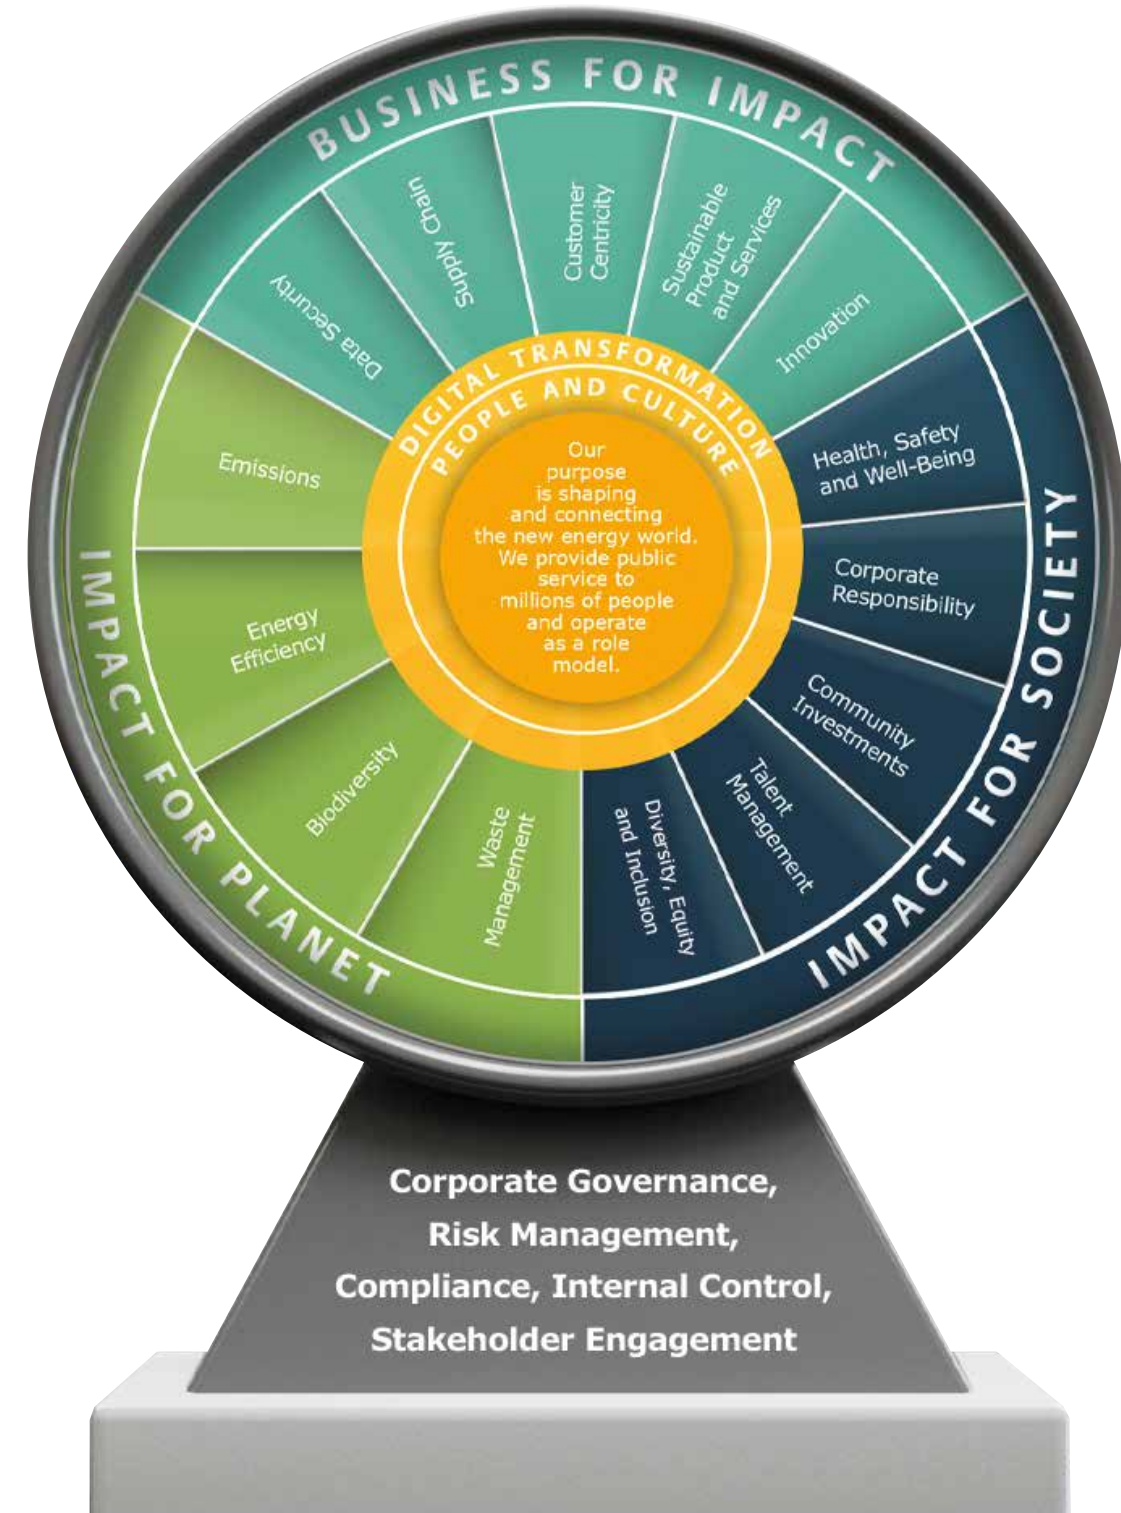 BUSINESS FOR IMPACT
Data Security
Supply Chain
Customer
Centricity
Sustainable
Product
and Services
Innovation
IMPACT FOR SOCIETY
Health, Safety
and Well-Being
Corporate
Responsibility
Community
Investments
Talent
Management
Diversity, Equity
and Inclusion
IMPACT FOR PLANET
Emissions
Energy
Efficiency
Biodiversity
Waste
Management
DIGITAL TRANSFORMATION
PEOPLE AND CULTURE
Our
purpose
is shaping
and connecting
the new energy world.
We provide public
service to
millions of people
and operate
as a role
model.
Corporate Governance,
Risk Management,
Compliance, Internal Control,
Stakeholder Engagement